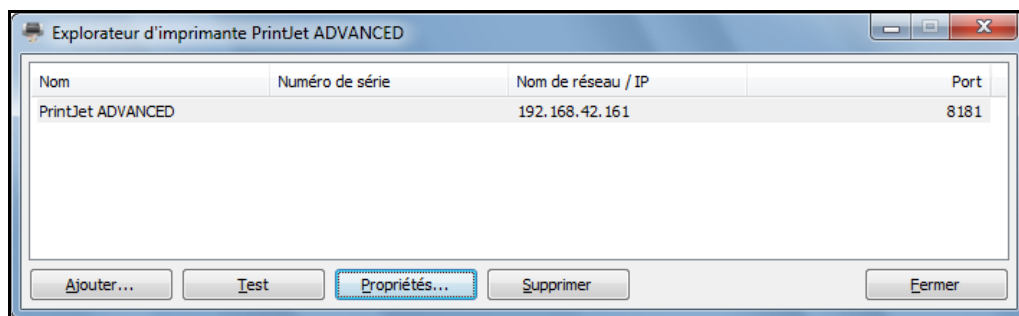 Explorateur d'imprimante PrintJet ADVANCED
Nom Numéro de série Nom de réseau / IP Port
PrintJet ADVANCED 192.168.42.161 8181
Ajouter... Test Propriétés... Supprimer Fermer